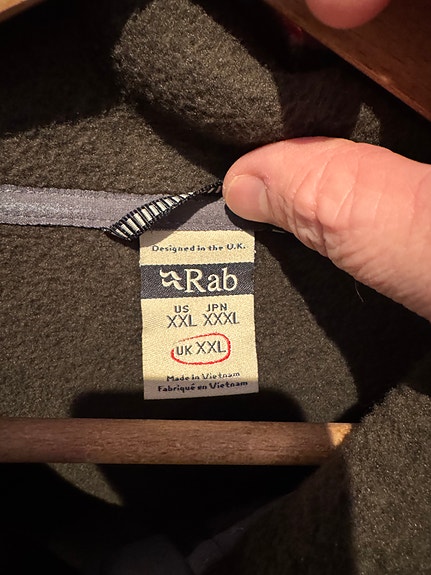 Designed in the U.K.
Rab
US JPN
XXL XXXL
UK XXL
Made in Vietnam
Fabriqué en Vietnam